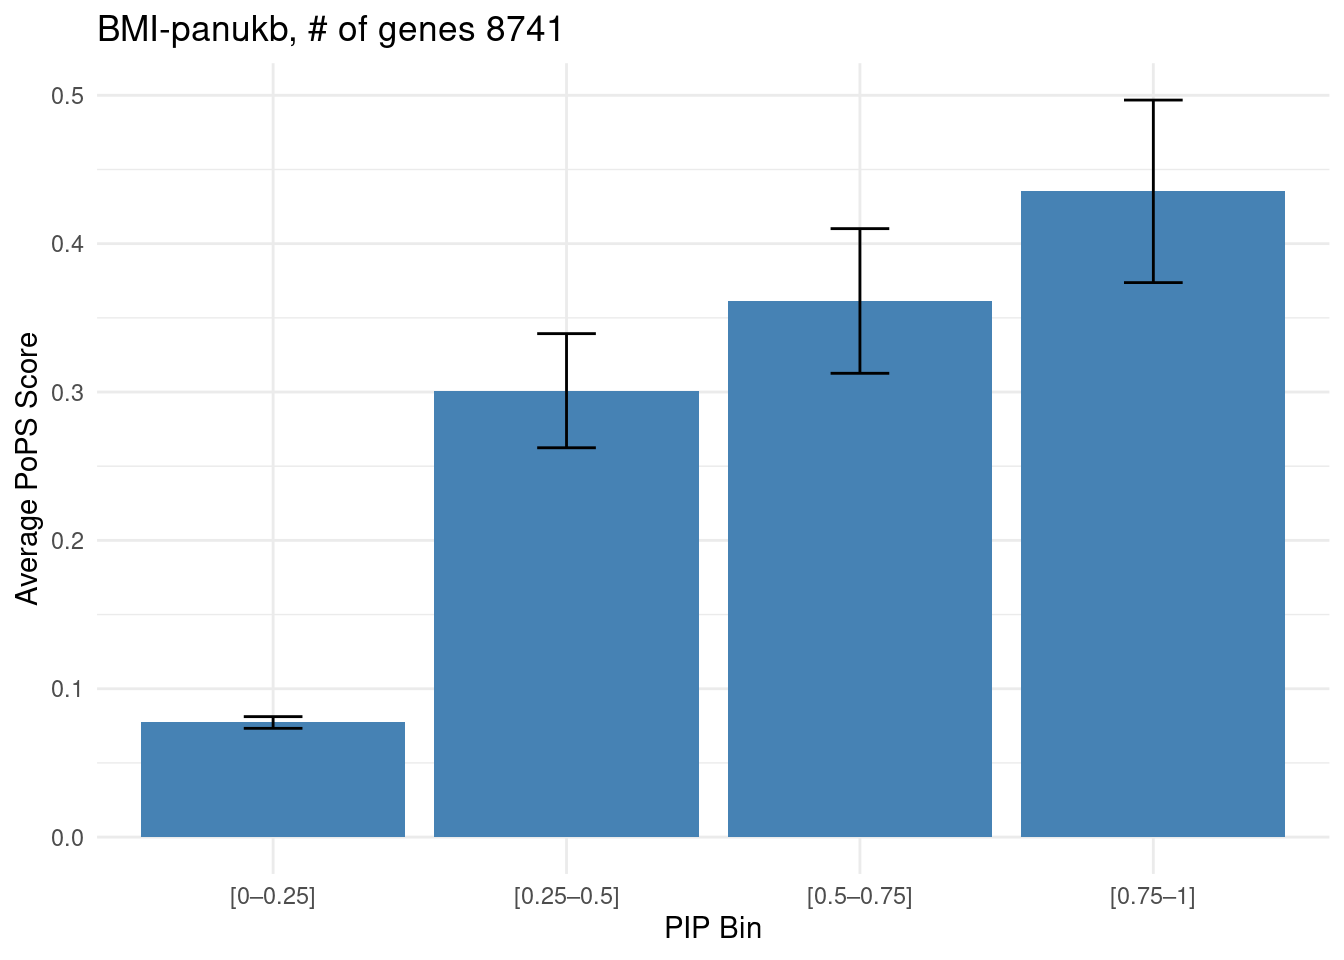 BMI-panukb, # of genes 8741
Average PoPS Score
0.5
0.4
0.3
0.2
0.1
0.0
[0–0.25] [0.25–0.5] [0.5–0.75] [0.75–1]
PIP Bin